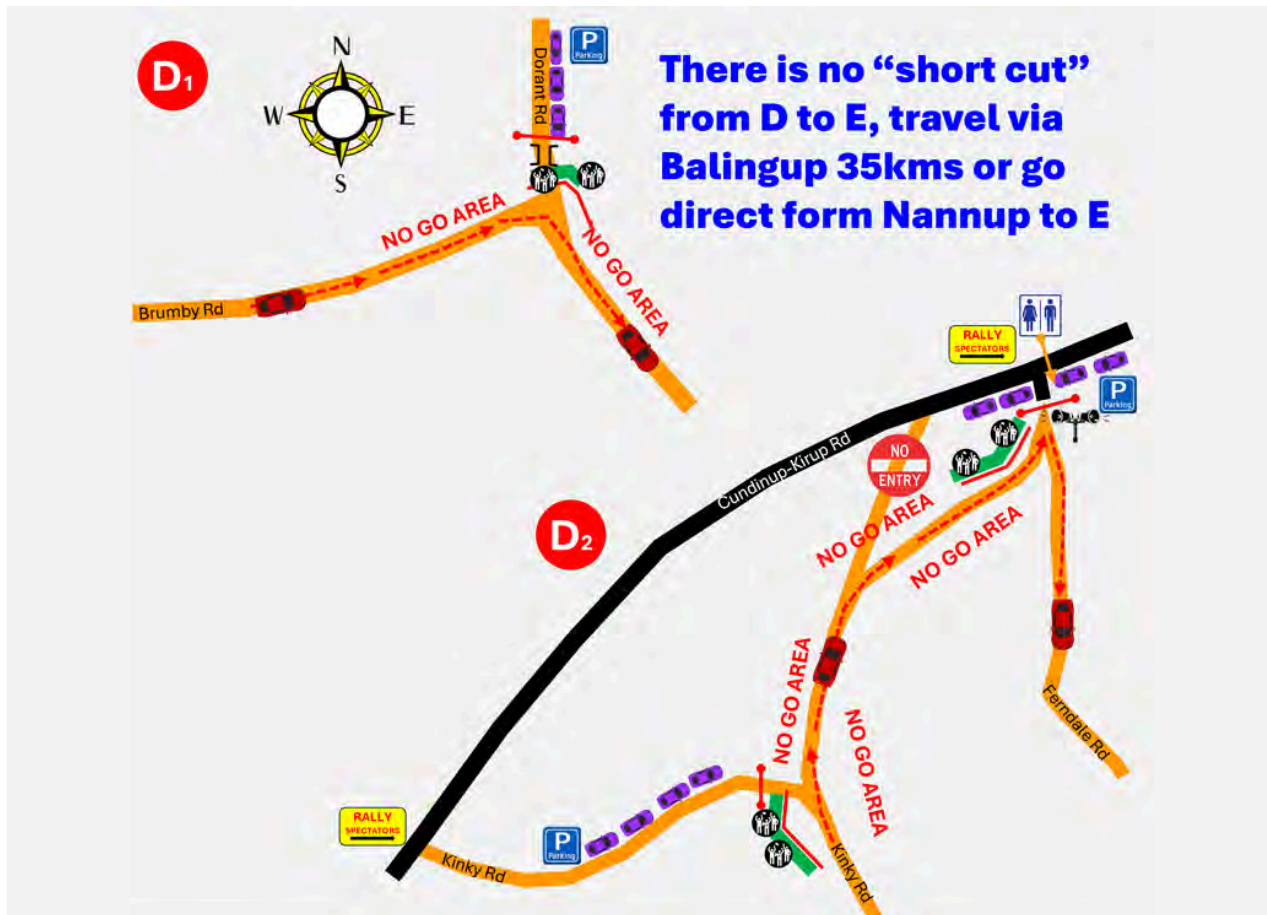 D1
N
W
E
S
P
Parking
Dorant Rd
There is no “short cut”
from D to E, travel via
Balingup 35kms or go
direct form Nannup to E
NO GO AREA
NO GO AREA
Brumby Rd
RALLY
SPECTATORS
P
Parking
Cundinup-Kirup Rd
NO
ENTRY
D2
NO GO AREA
NO GO AREA
NO GO AREA
NO GO AREA
Ferndale Rd
RALLY
SPECTATORS
P
Parking
Kinky Rd
Kinky Rd